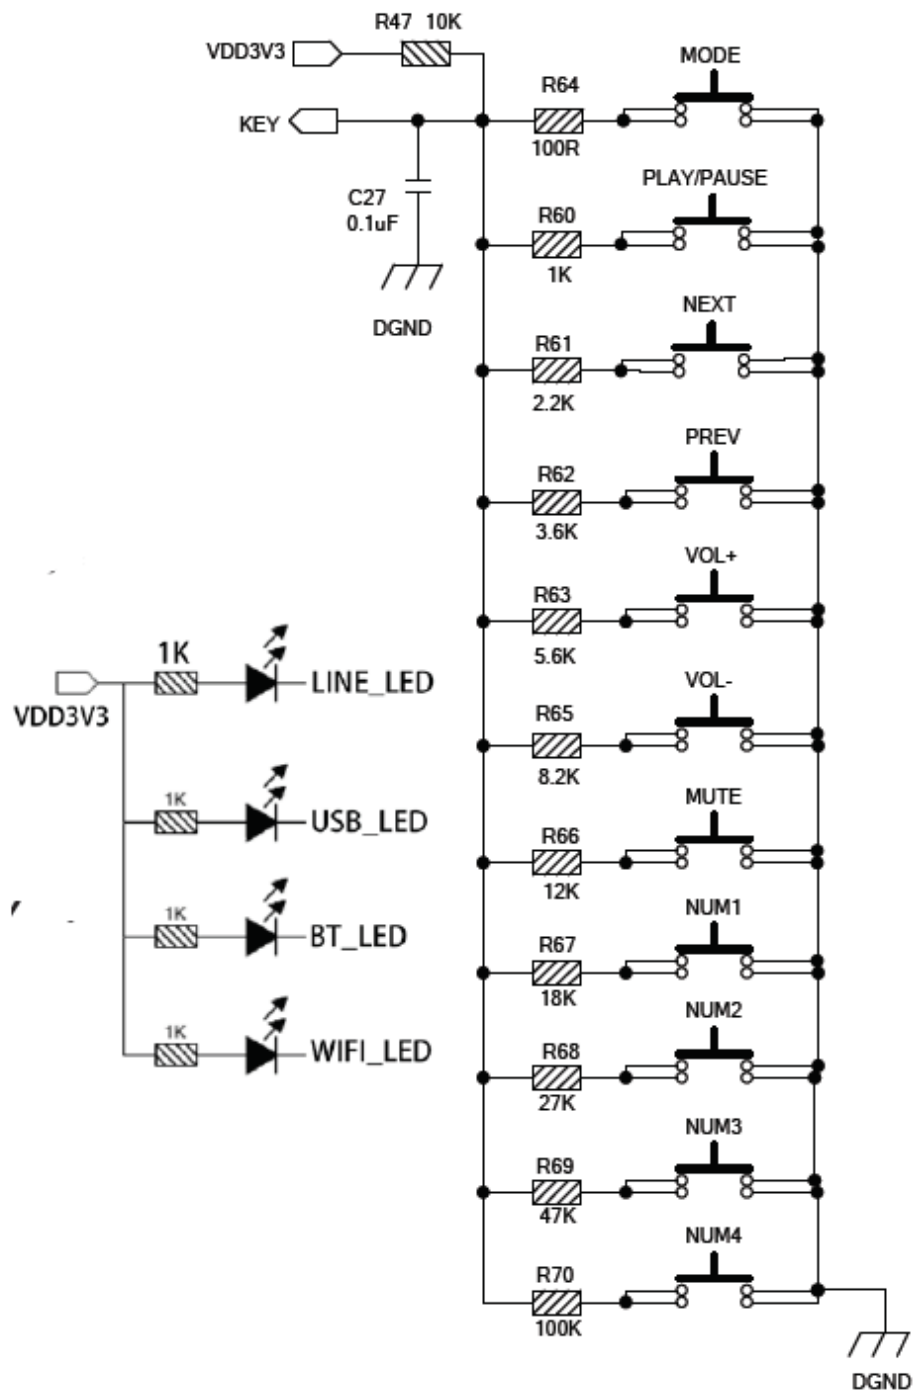 R47 10K
VDD3V3
MODE
R64
KEY
100R
PLAY/PAUSE
C27
0.1uF
R60
1K
NEXT
DGND
R61
2.2K
PREV
R62
3.6K
VOL+
R63
5.6K
1K
LINE_LED
VDD3V3
VOL-
R65
8.2K
1K
USB_LED
MUTE
R66
12K
1K
BT_LED
NUM1
R67
18K
NUM2
1K
WIFI_LED
R68
27K
NUM3
R69
47K
NUM4
R70
100K
DGND